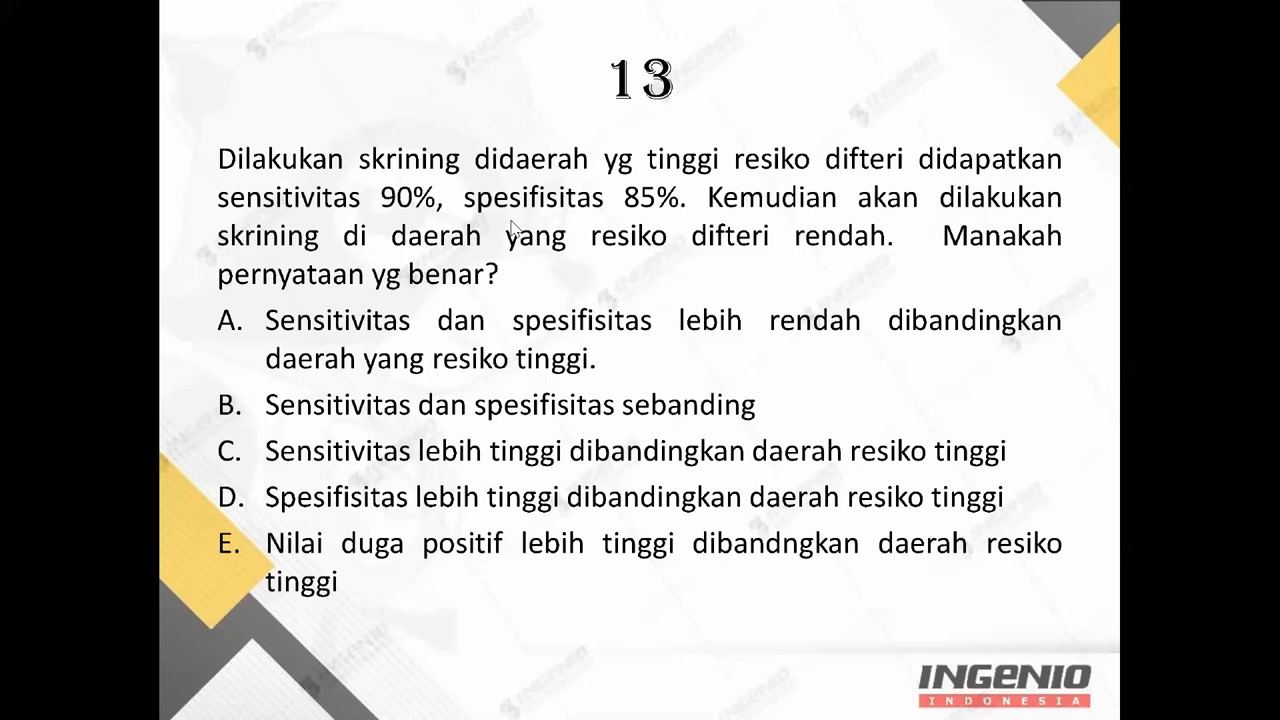 13
Dilakukan skrining didaerah yg tinggi resiko difteri didapatkan
sensitivitas 90%, spesifisitas 85%. Kemudian akan dilakukan
skrining di daerah yang resiko difteri rendah. Manakah
pernyataan yg benar?
A. Sensitivitas dan spesifisitas lebih rendah dibandingkan
daerah yang resiko tinggi.
B. Sensitivitas dan spesifisitas sebanding
C. Sensitivitas lebih tinggi dibandingkan daerah resiko tinggi
D. Spesifisitas lebih tinggi dibandingkan daerah resiko tinggi
E. Nilai duga positif lebih tinggi dibandngkan daerah resiko
tinggi
INGENIO
INDONESIA